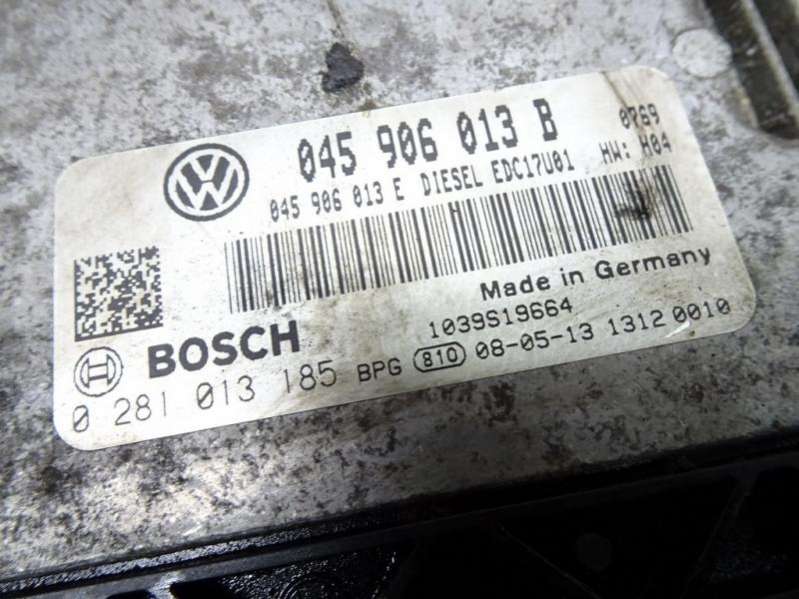 045 906 013 B 0769
045 906 013 E DIESEL EDC17U01 HW: H04
Made in Germany
BOSCH 1039S19664
0 281 013 185 BPG 810 08-05-13 1312 0010